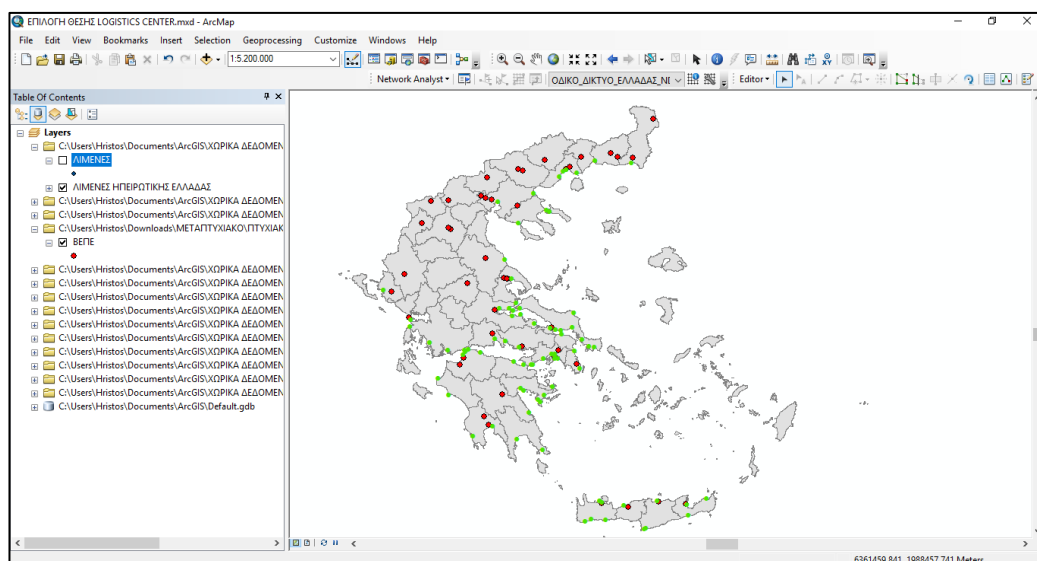 ΕΠΙΛΟΓΗ ΘΕΣΗΣ LOGISTICS CENTER.mxd - ArcMap
File Edit View Bookmarks Insert Selection Geoprocessing Customize Windows Help
1:5.200.000
Network Analyst ΟΔΙΚΟ_ΔΙΚΤΥΟ_ΕΛΛΑΔΑΣ_NI Editor
Table Of Contents
Layers
C:\Users\Hristos\Documents\ArcGIS\ΧΩΡΙΚΑ ΔΕΔΟΜΕΝ
ΛΙΜΕΝΕΣ
ΛΙΜΕΝΕΣ ΗΠΕΙΡΩΤΙΚΗΣ ΕΛΛΑΔΑΣ
C:\Users\Hristos\Documents\ArcGIS\ΧΩΡΙΚΑ ΔΕΔΟΜΕΝ
C:\Users\Hristos\Documents\ArcGIS\ΧΩΡΙΚΑ ΔΕΔΟΜΕΝ
C:\Users\Hristos\Downloads\ΜΕΤΑΠΤΥΧΙΑΚΟ\ΠΤΥΧΙΑΚ
ΒΕΠΕ
C:\Users\Hristos\Documents\ArcGIS\ΧΩΡΙΚΑ ΔΕΔΟΜΕΝ
C:\Users\Hristos\Documents\ArcGIS\ΧΩΡΙΚΑ ΔΕΔΟΜΕΝ
C:\Users\Hristos\Documents\ArcGIS\ΧΩΡΙΚΑ ΔΕΔΟΜΕΝ
C:\Users\Hristos\Documents\ArcGIS\ΧΩΡΙΚΑ ΔΕΔΟΜΕΝ
C:\Users\Hristos\Documents\ArcGIS\ΧΩΡΙΚΑ ΔΕΔΟΜΕΝ
C:\Users\Hristos\Documents\ArcGIS\ΧΩΡΙΚΑ ΔΕΔΟΜΕΝ
C:\Users\Hristos\Documents\ArcGIS\ΧΩΡΙΚΑ ΔΕΔΟΜΕΝ
C:\Users\Hristos\Documents\ArcGIS\ΧΩΡΙΚΑ ΔΕΔΟΜΕΝ
C:\Users\Hristos\Documents\ArcGIS\ΧΩΡΙΚΑ ΔΕΔΟΜΕΝ
C:\Users\Hristos\Documents\ArcGIS\ΧΩΡΙΚΑ ΔΕΔΟΜΕΝ
C:\Users\Hristos\Documents\ArcGIS\Default.gdb
6361459,841 1988457,741 Meters